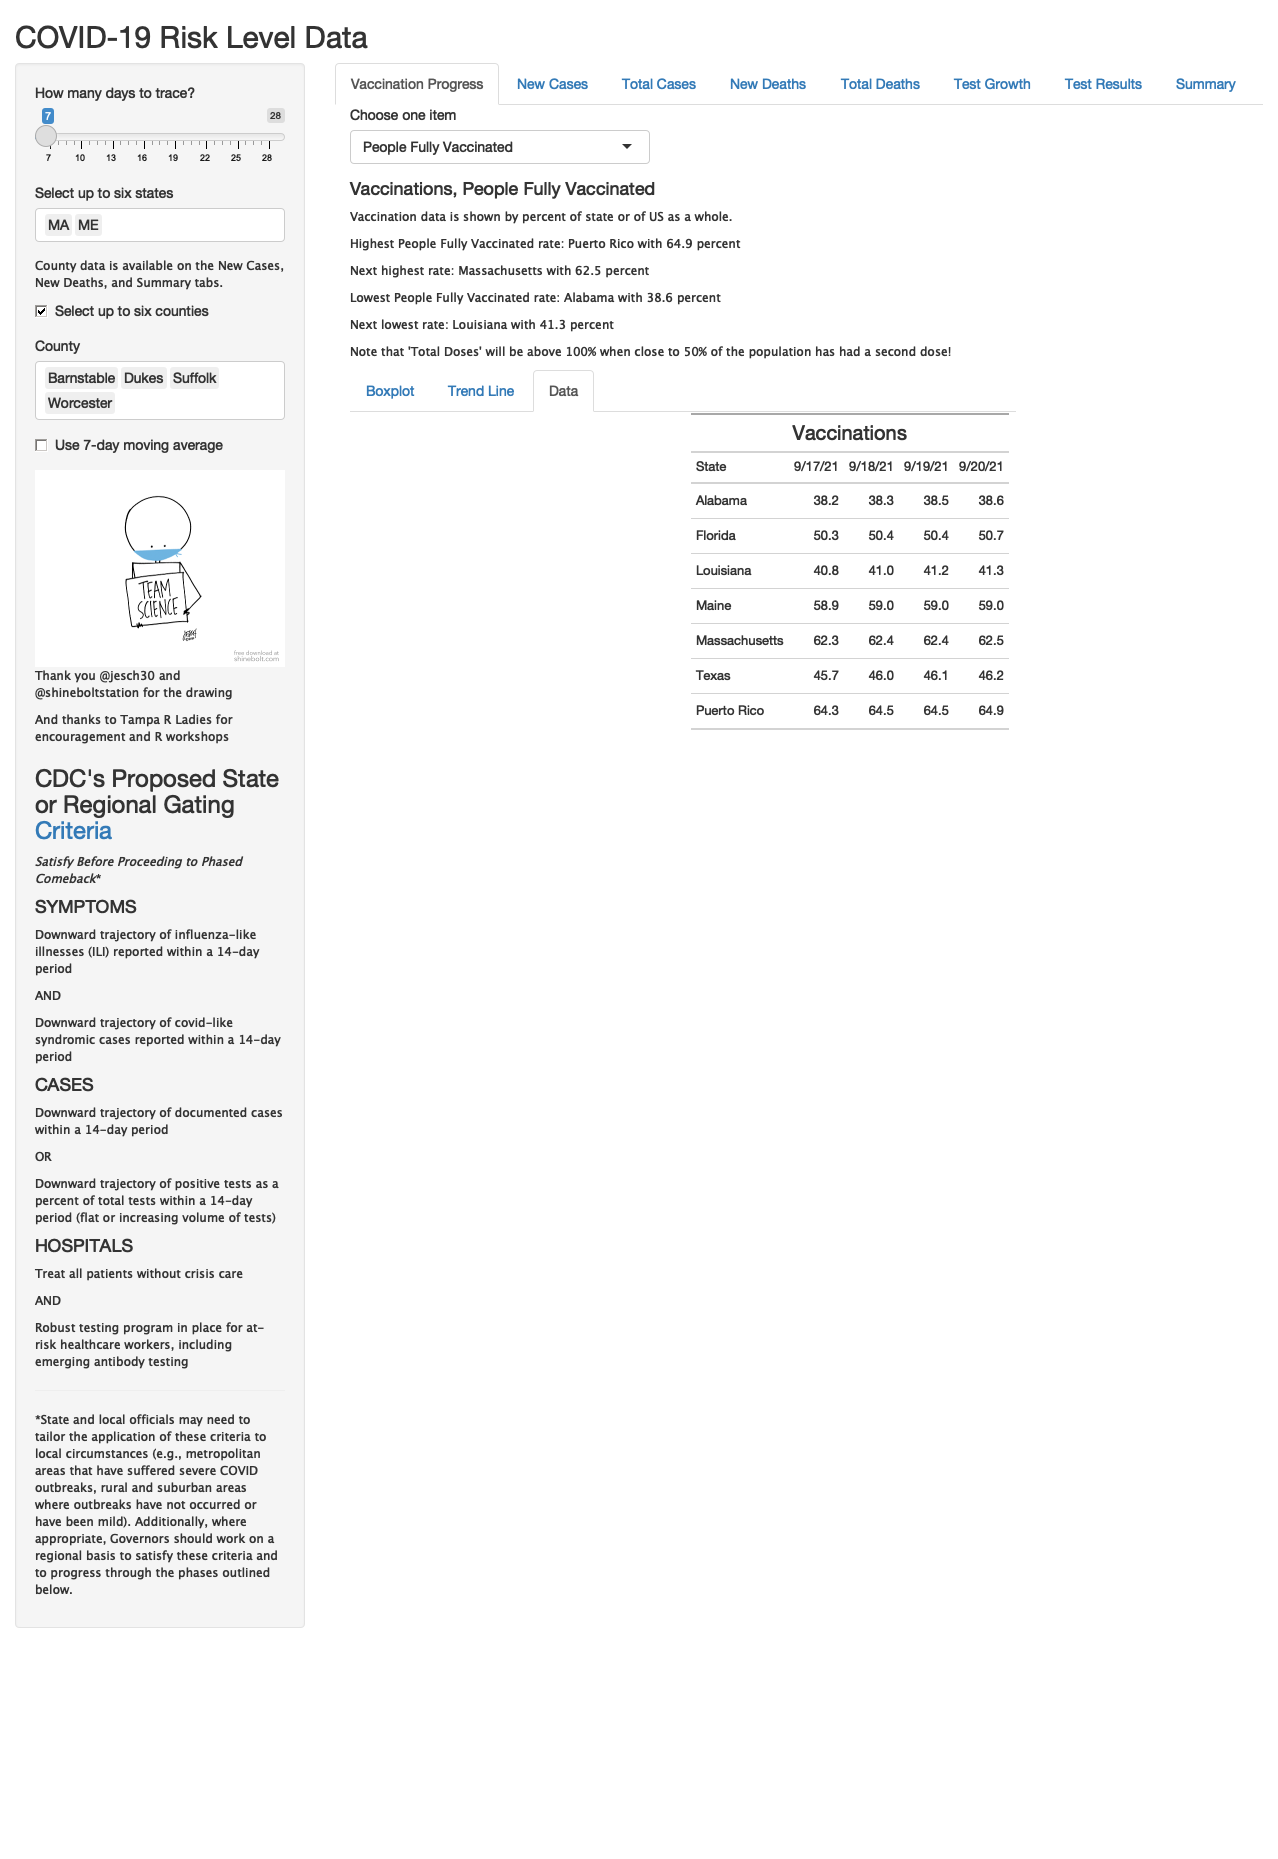 COVID-19 Risk Level Data
How many days to trace?
7 28
7 10 13 16 19 22 25 28
Select up to six states
MA ME
County data is available on the New Cases,
New Deaths, and Summary tabs.
Select up to six counties
County
Barnstable Dukes Suffolk
Worcester
Use 7-day moving average
TEAM
SCIENCE
free download at
shinebolt.com
Thank you @jesch30 and
@shineboltstation for the drawing
And thanks to Tampa R Ladies for
encouragement and R workshops
CDC's Proposed State
or Regional Gating
Criteria
Satisfy Before Proceeding to Phased
Comeback*
SYMPTOMS
Downward trajectory of influenza-like
illnesses (ILI) reported within a 14-day
period
AND
Downward trajectory of covid-like
syndromic cases reported within a 14-day
period
CASES
Downward trajectory of documented cases
within a 14-day period
OR
Downward trajectory of positive tests as a
percent of total tests within a 14-day
period (flat or increasing volume of tests)
HOSPITALS
Treat all patients without crisis care
AND
Robust testing program in place for at-
risk healthcare workers, including
emerging antibody testing
*State and local officials may need to
tailor the application of these criteria to
local circumstances (e.g., metropolitan
areas that have suffered severe COVID
outbreaks, rural and suburban areas
where outbreaks have not occurred or
have been mild). Additionally, where
appropriate, Governors should work on a
regional basis to satisfy these criteria and
to progress through the phases outlined
below.
Vaccination Progress New Cases Total Cases New Deaths Total Deaths Test Growth Test Results Summary
Choose one item
People Fully Vaccinated
Vaccinations, People Fully Vaccinated
Vaccination data is shown by percent of state or of US as a whole.
Highest People Fully Vaccinated rate: Puerto Rico with 64.9 percent
Next highest rate: Massachusetts with 62.5 percent
Lowest People Fully Vaccinated rate: Alabama with 38.6 percent
Next lowest rate: Louisiana with 41.3 percent
Note that 'Total Doses' will be above 100% when close to 50% of the population has had a second dose!
Boxplot Trend Line Data
Vaccinations
State 9/17/21 9/18/21 9/19/21 9/20/21
Alabama 38.2 38.3 38.5 38.6
Florida 50.3 50.4 50.4 50.7
Louisiana 40.8 41.0 41.2 41.3
Maine 58.9 59.0 59.0 59.0
Massachusetts 62.3 62.4 62.4 62.5
Texas 45.7 46.0 46.1 46.2
Puerto Rico 64.3 64.5 64.5 64.9